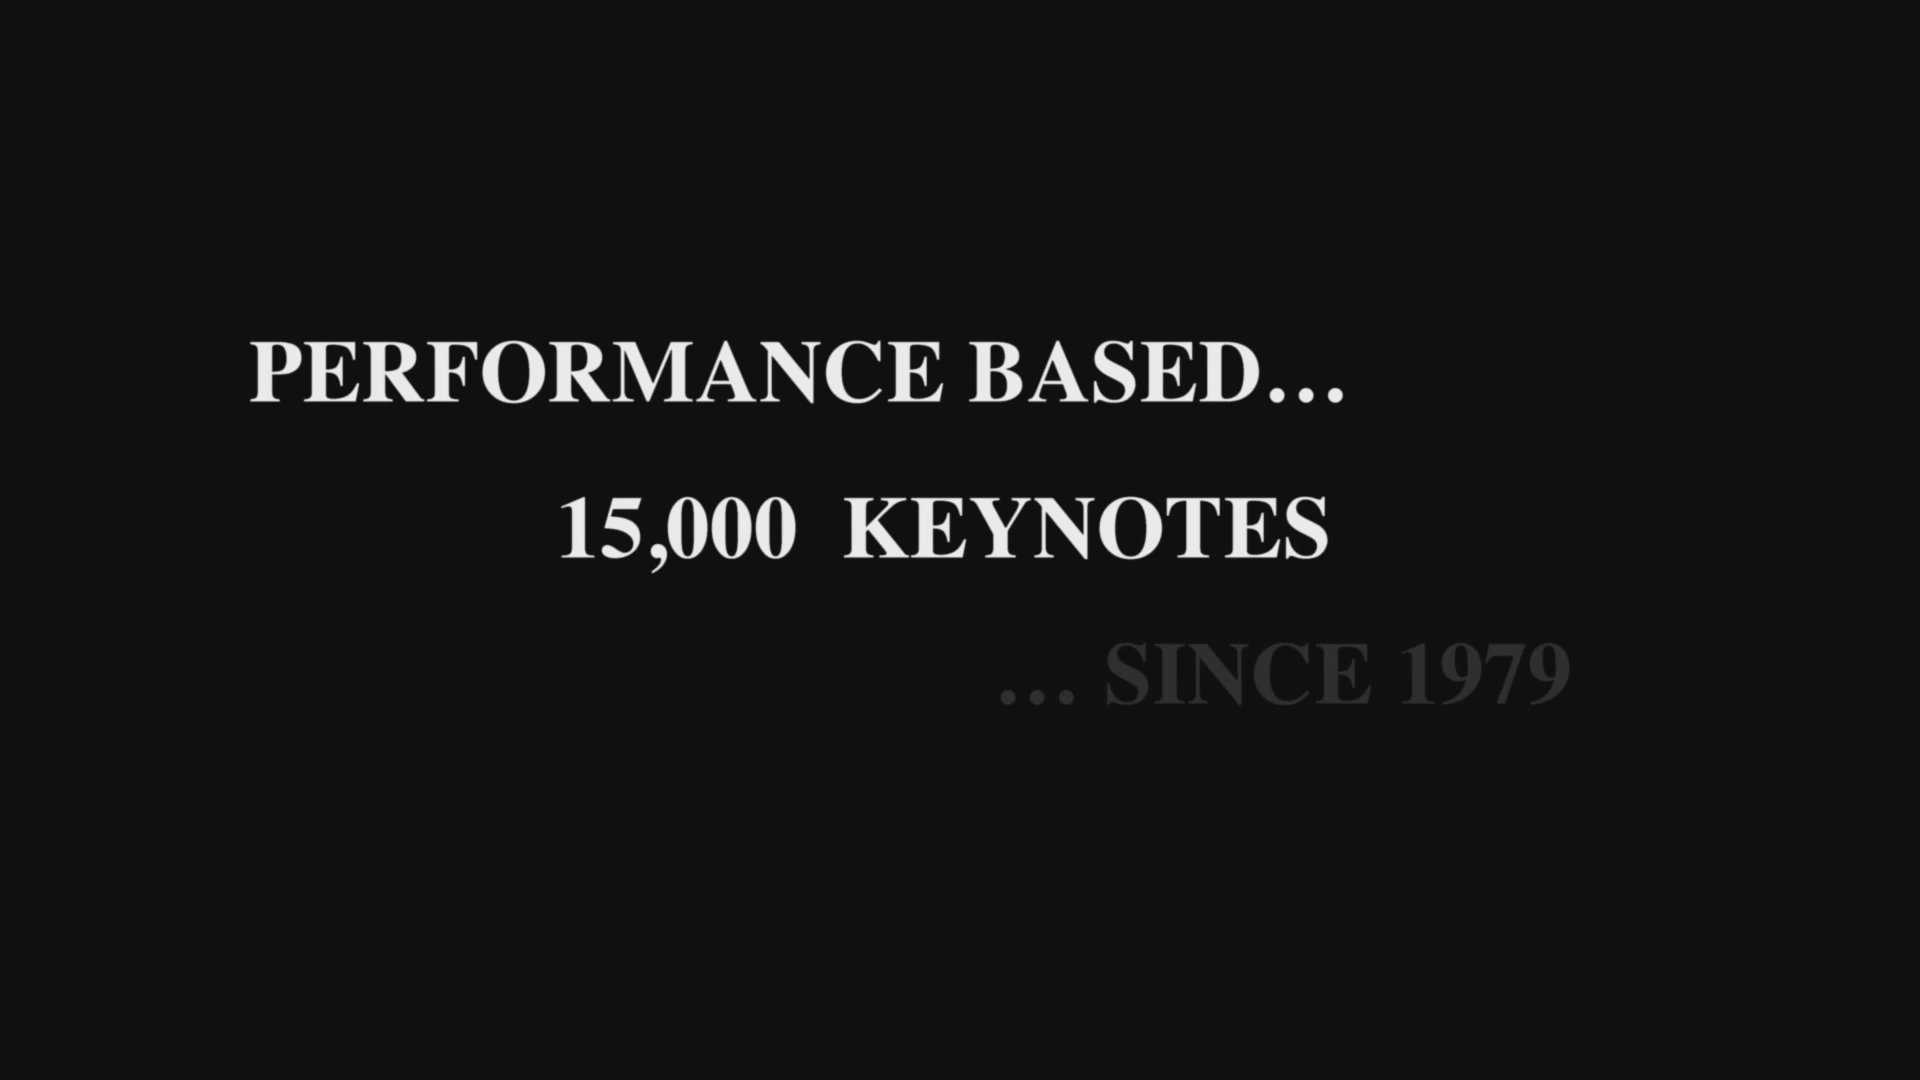 PERFORMANCE BASED…
15,000  KEYNOTES
… SINCE 1979